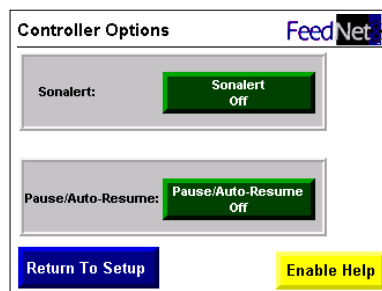 Controller Options
FeedNet
Sonalert:
Sonalert
Off
Pause/Auto-Resume:
Pause/Auto-Resume
Off
Return To Setup
Enable Help